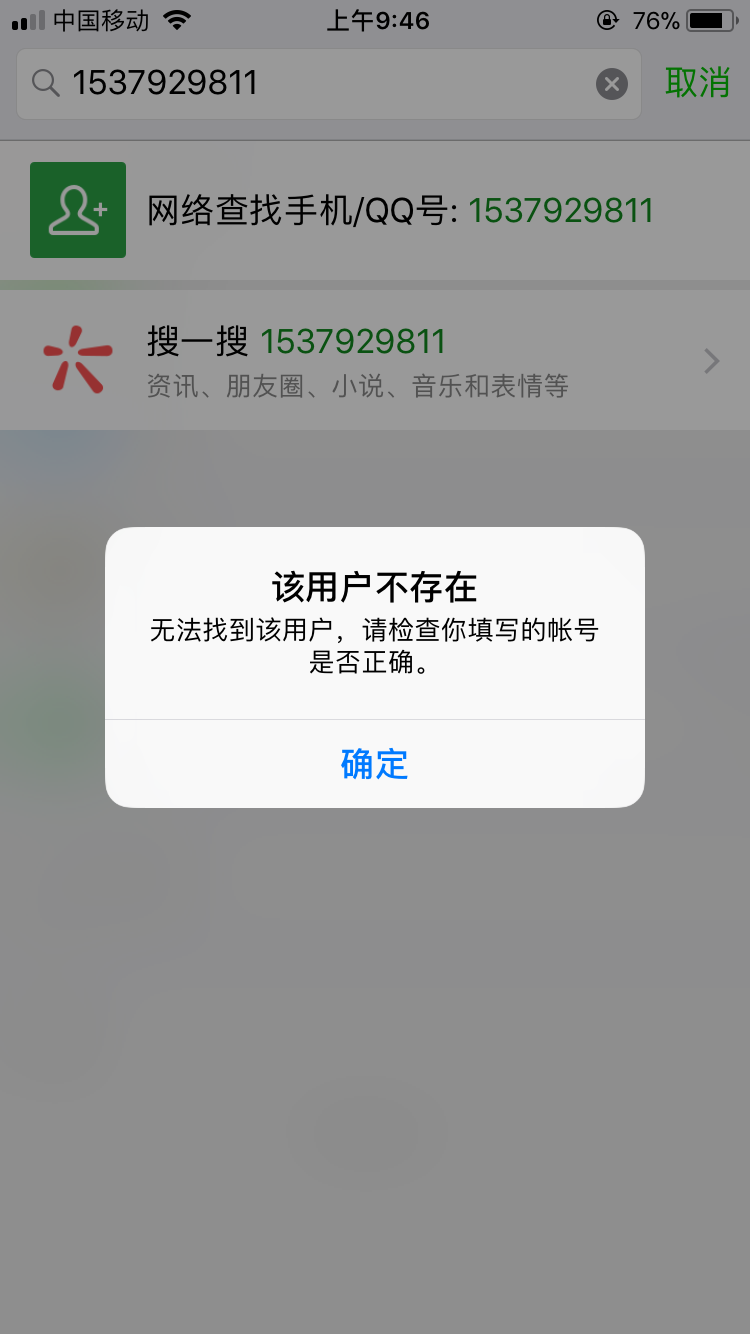 中国移动 上午9:46 76%
1537929811 取消
网络查找手机/QQ号: 1537929811
搜一搜 1537929811
资讯、朋友圈、小说、音乐和表情等
该用户不存在
无法找到该用户，请检查你填写的帐号
是否正确。
确定